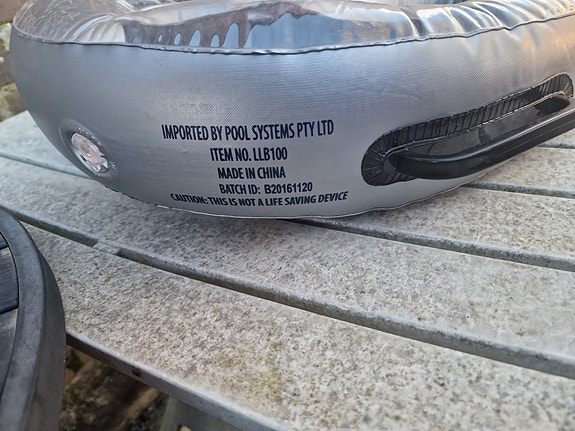 IMPORTED BY POOL SYSTEMS PTY LTD
ITEM NO. LLB100
MADE IN CHINA
BATCH ID: B20161120
CAUTION: THIS IS NOT A LIFE SAVING DEVICE